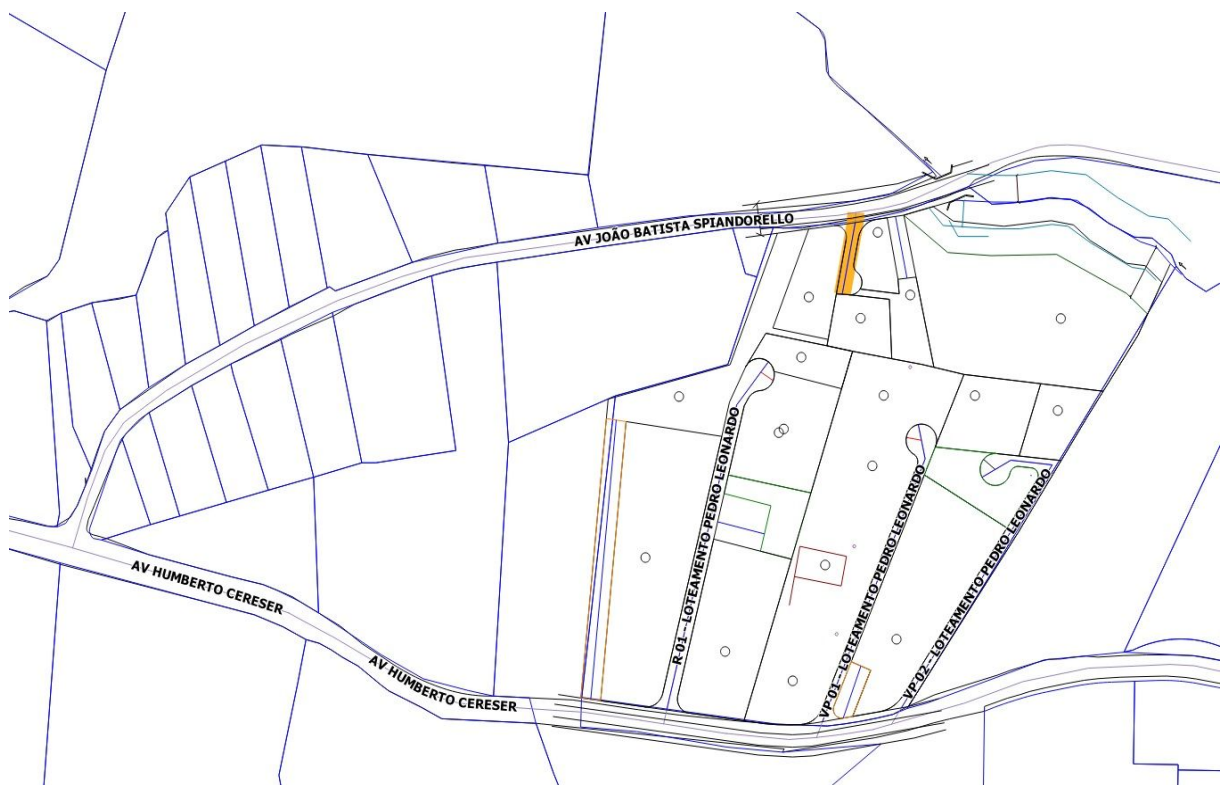 AV JOÃO BATISTA SPIANDORELLO
R 01 - LOTEAMENTO PEDRO LEONARDO
VP 01 - LOTEAMENTO PEDRO LEONARDO
VP 02 - LOTEAMENTO PEDRO LEONARDO
AV HUMBERTO CERESER
AV HUMBERTO CERESER